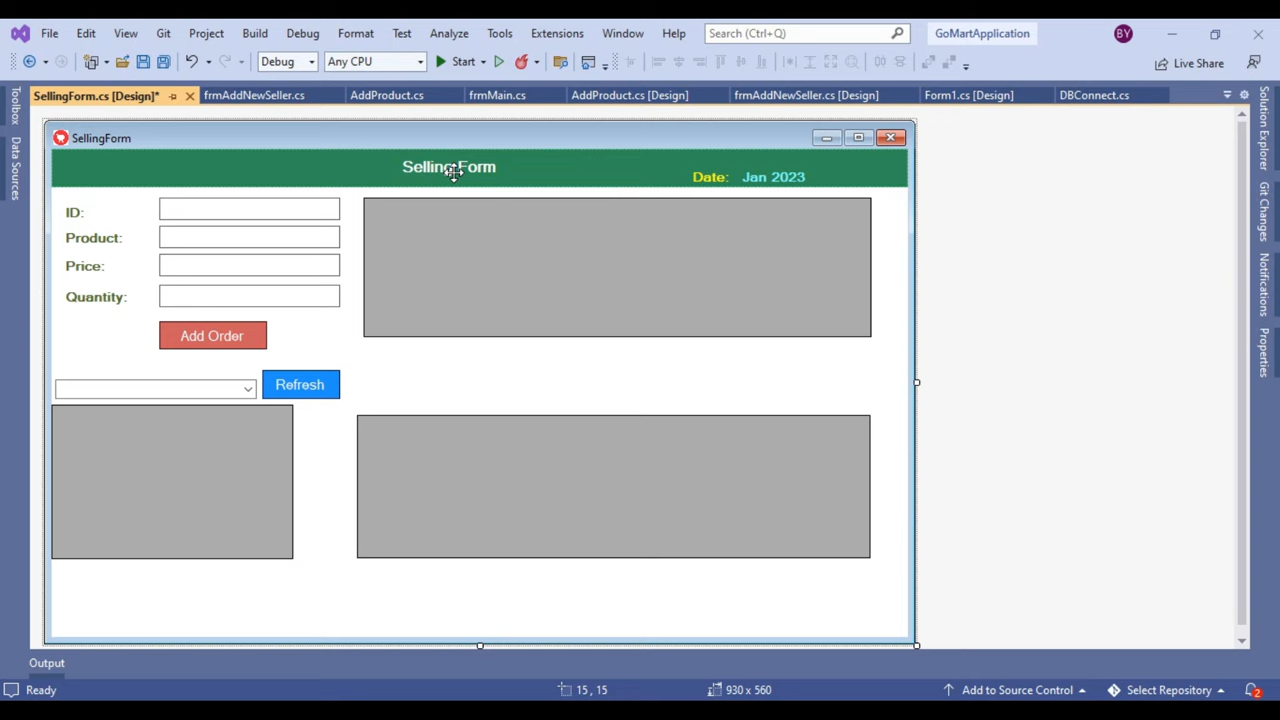 File Edit View Git Project Build Debug Format Test Analyze Tools Extensions Window Help Search (Ctrl+Q) GoMartApplication BY
Debug Any CPU Start Live Share
SellingForm.cs [Design]* frmAddNewSeller.cs AddProduct.cs frmMain.cs AddProduct.cs [Design] frmAddNewSeller.cs [Design] Form1.cs [Design] DBConnect.cs
Toolbox
Data Sources
SellingForm
Selling Form
Date: Jan 2023
ID:
Product:
Price:
Quantity:
Add Order
Refresh
Solution Explorer
Git Changes
Notifications
Properties
Output
Ready 15 , 15 930 x 560 Add to Source Control Select Repository 2